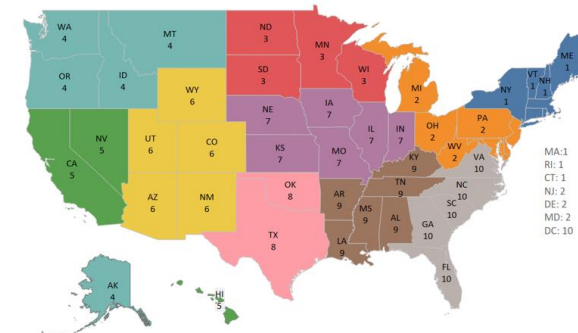 WA
4
MT
4
ND
3
MN
3
OR
4
ID
4
SD
3
WI
3
MI
2
VT
1
NH
1
ME
1
NY
1
WY
6
NE
7
IA
7
NV
5
UT
6
CO
6
CA
5
KS
7
MO
7
IL
7
IN
7
OH
2
PA
2
WV
2
VA
10
KY
9
AZ
6
NM
6
OK
8
AR
9
TN
9
NC
10
SC
10
TX
8
LA
9
MS
9
AL
9
GA
10
FL
10
AK
4
HI
5
MA:1
RI: 1
CT: 1
NJ: 2
DE: 2
MD: 2
DC: 10